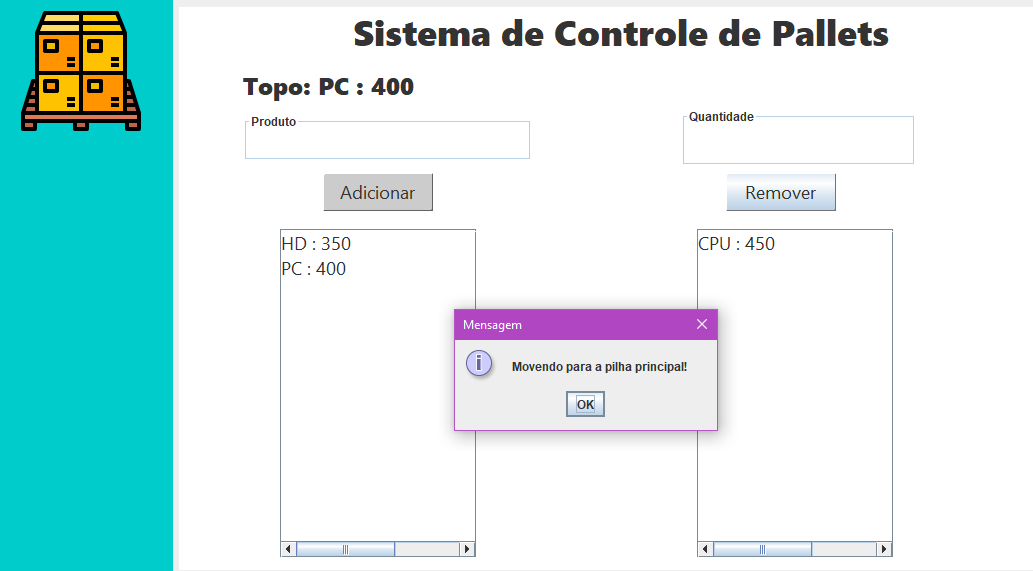 Sistema de Controle de Pallets
Topo: PC : 400
Produto
Quantidade
Adicionar
Remover
HD : 350
PC : 400
CPU : 450
Mensagem
Movendo para a pilha principal!
OK